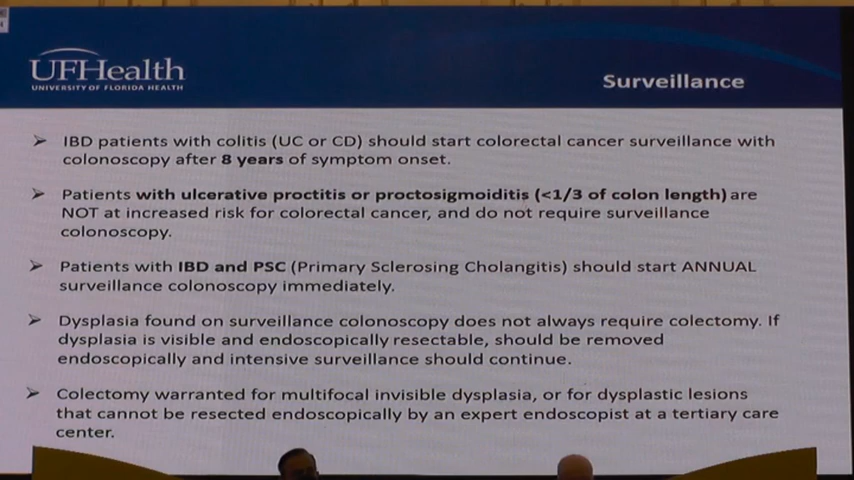 UFHealth
UNIVERSITY OF FLORIDA HEALTH
Surveillance
IBD patients with colitis (UC or CD) should start colorectal cancer surveillance with
colonoscopy after 8 years of symptom onset.
Patients with ulcerative proctitis or proctosigmoiditis (<1/3 of colon length) are
NOT at increased risk for colorectal cancer, and do not require surveillance
colonoscopy.
Patients with IBD and PSC (Primary Sclerosing Cholangitis) should start ANNUAL
surveillance colonoscopy immediately.
Dysplasia found on surveillance colonoscopy does not always require colectomy. If
dysplasia is visible and endoscopically resectable, should be removed
endoscopically and intensive surveillance should continue.
Colectomy warranted for multifocal invisible dysplasia, or for dysplastic lesions
that cannot be resected endoscopically by an expert endoscopist at a tertiary care
center.